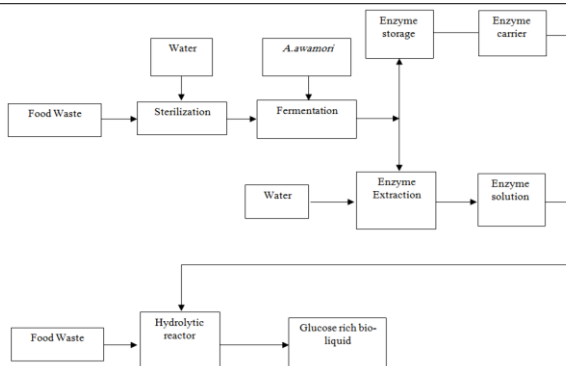 Enzyme
storage
Enzyme
carrier
Water
A.awamori
Food Waste
Sterilization
Fermentation
Water
Enzyme
Extraction
Enzyme
solution
Food Waste
Hydrolytic
reactor
Glucose rich bio-
liquid